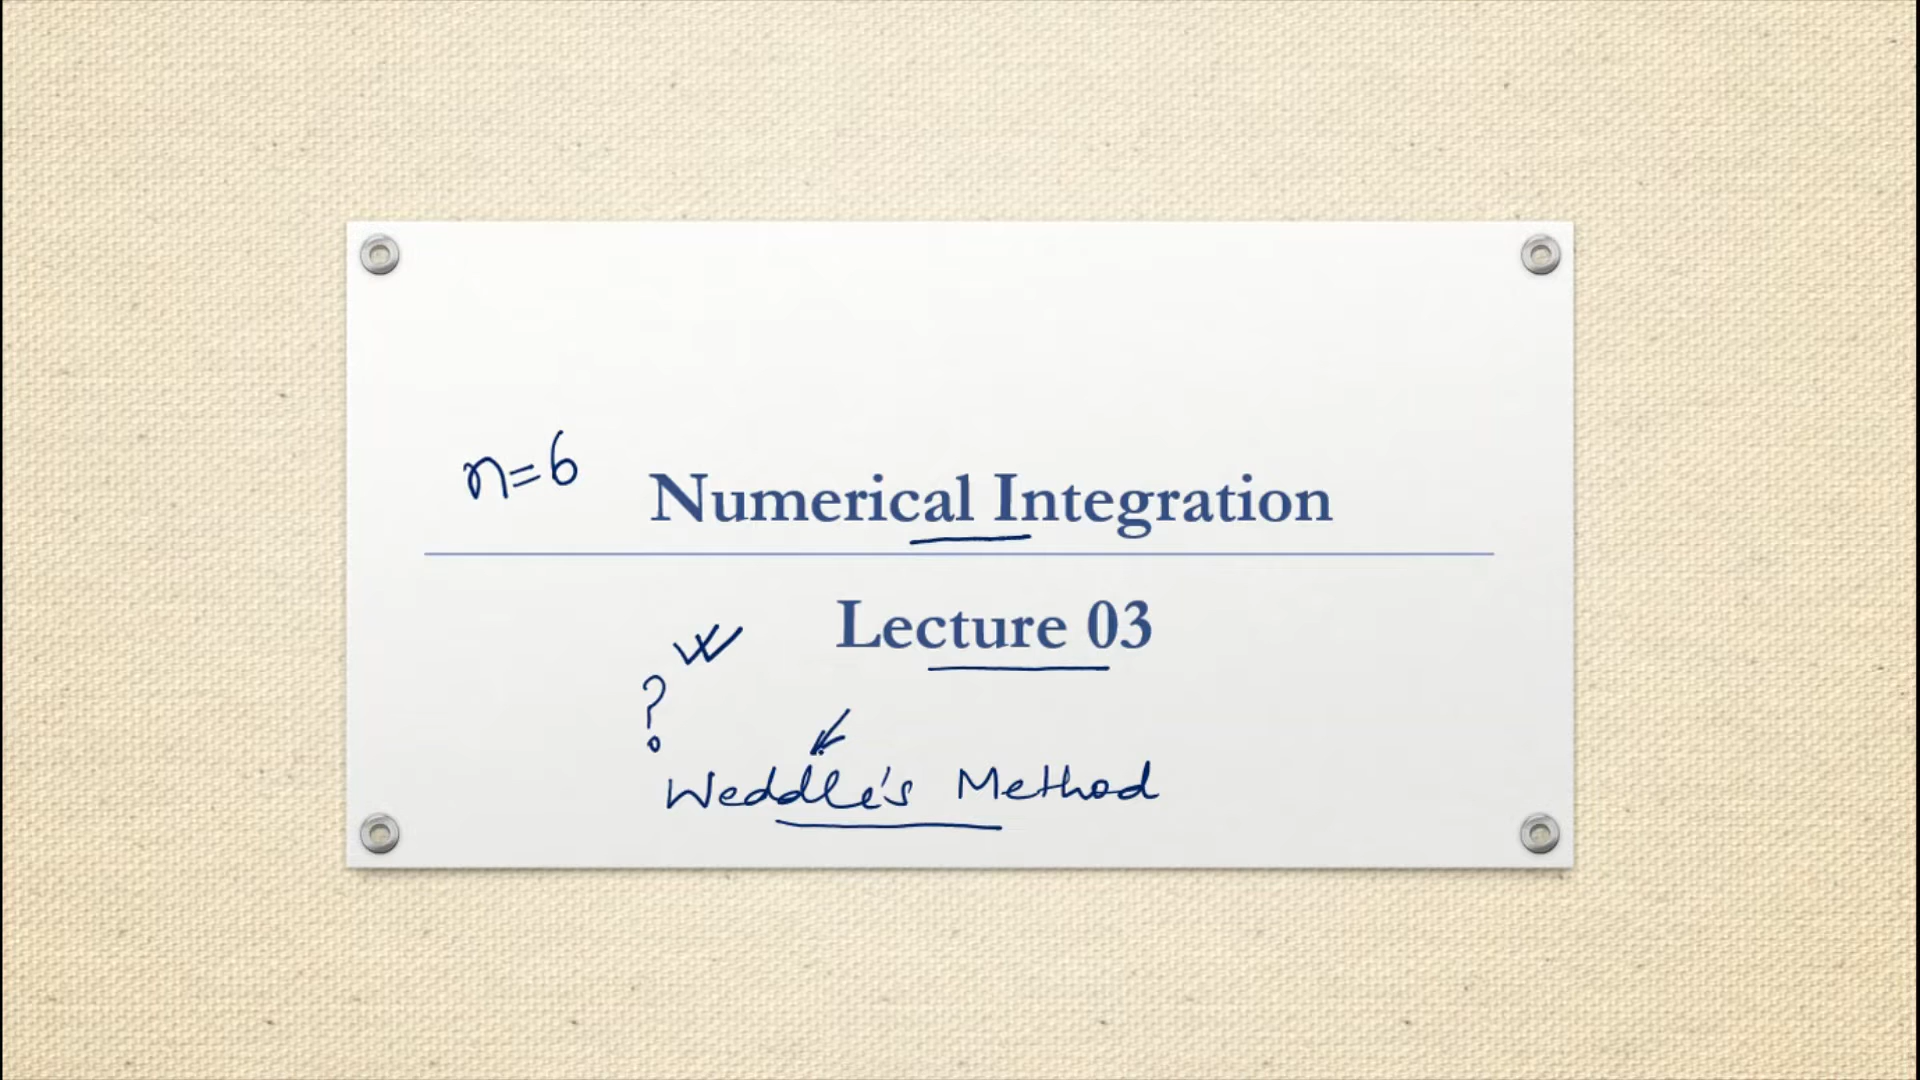 n=6
Numerical Integration
Lecture 03
?
Weddle's Method